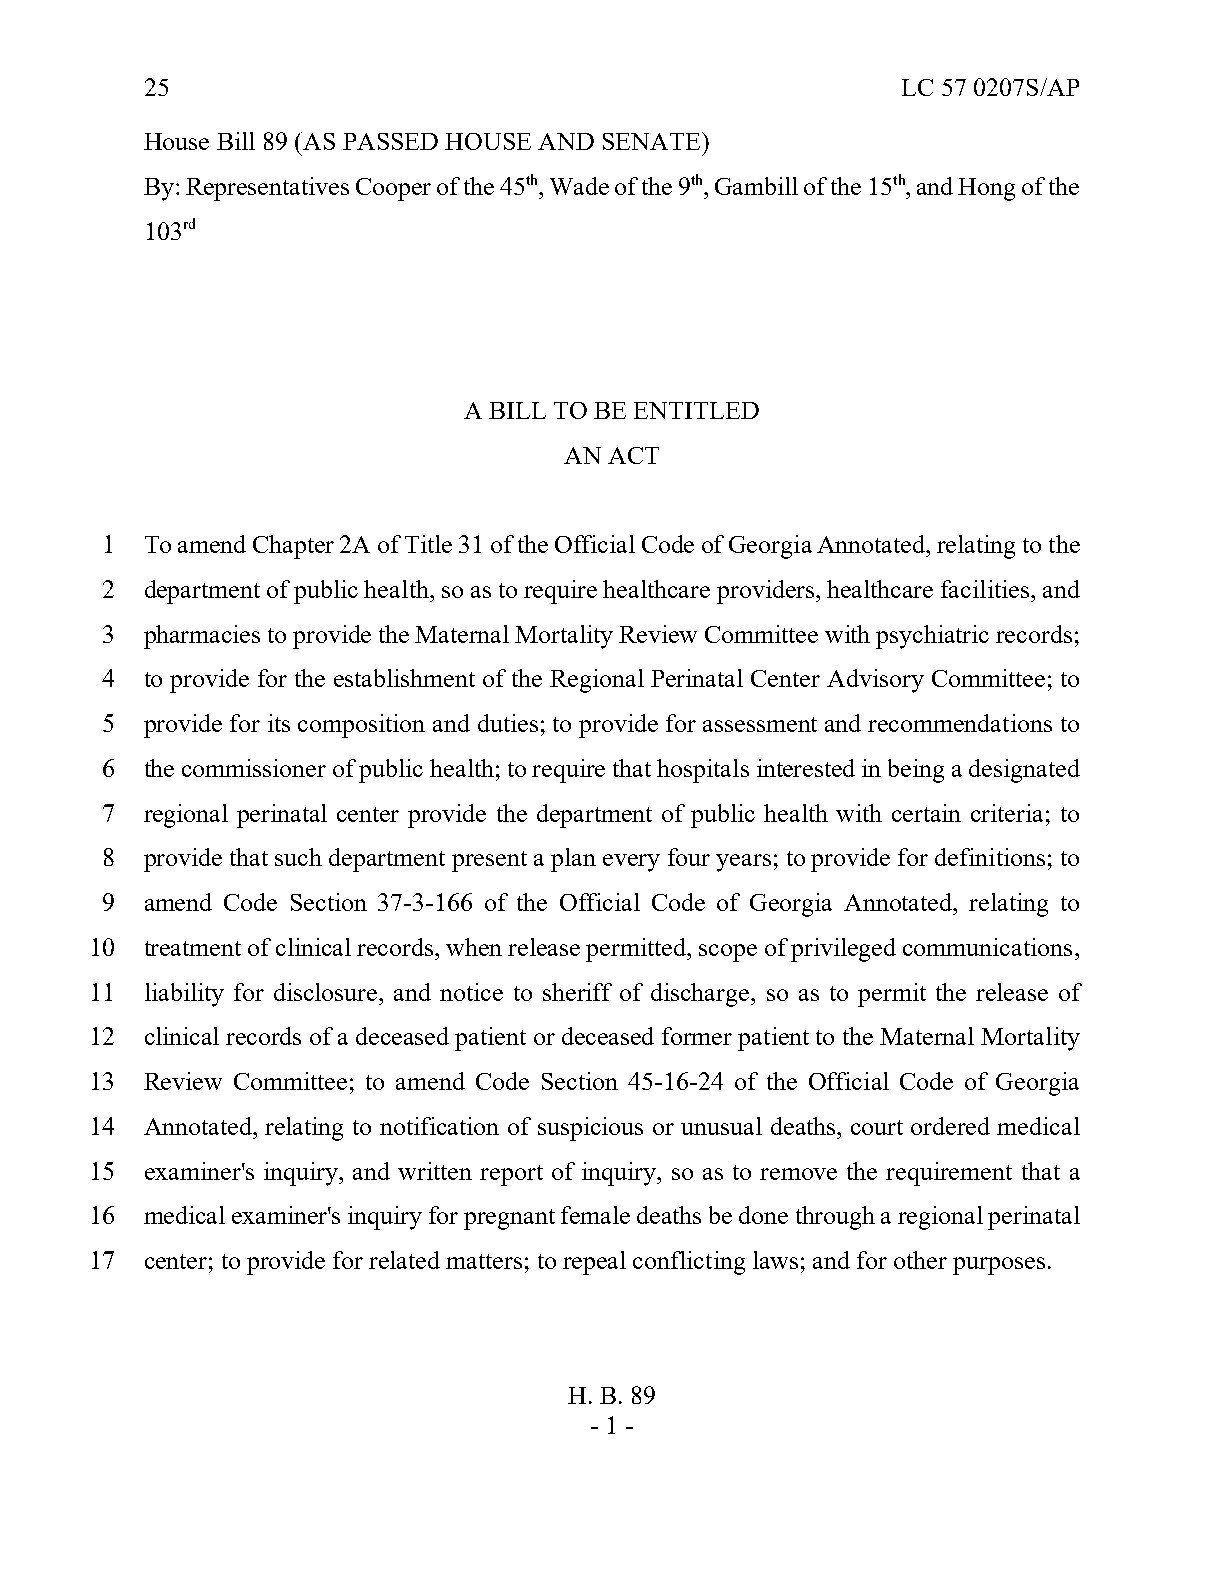 25 LC 57 0207S/AP
House Bill 89 (AS PASSED HOUSE AND SENATE)
By: Representatives Cooper of the 45th, Wade of the 9th, Gambill of the 15th, and Hong of the
103rd
A BILL TO BE ENTITLED
AN ACT
1 To amend Chapter 2A of Title 31 of the Official Code of Georgia Annotated, relating to the
2 department of public health, so as to require healthcare providers, healthcare facilities, and
3 pharmacies to provide the Maternal Mortality Review Committee with psychiatric records;
4 to provide for the establishment of the Regional Perinatal Center Advisory Committee; to
5 provide for its composition and duties; to provide for assessment and recommendations to
6 the commissioner of public health; to require that hospitals interested in being a designated
7 regional perinatal center provide the department of public health with certain criteria; to
8 provide that such department present a plan every four years; to provide for definitions; to
9 amend Code Section 37-3-166 of the Official Code of Georgia Annotated, relating to
10 treatment of clinical records, when release permitted, scope of privileged communications,
11 liability for disclosure, and notice to sheriff of discharge, so as to permit the release of
12 clinical records of a deceased patient or deceased former patient to the Maternal Mortality
13 Review Committee; to amend Code Section 45-16-24 of the Official Code of Georgia
14 Annotated, relating to notification of suspicious or unusual deaths, court ordered medical
15 examiner's inquiry, and written report of inquiry, so as to remove the requirement that a
16 medical examiner's inquiry for pregnant female deaths be done through a regional perinatal
17 center; to provide for related matters; to repeal conflicting laws; and for other purposes.
H. B. 89
- 1 -